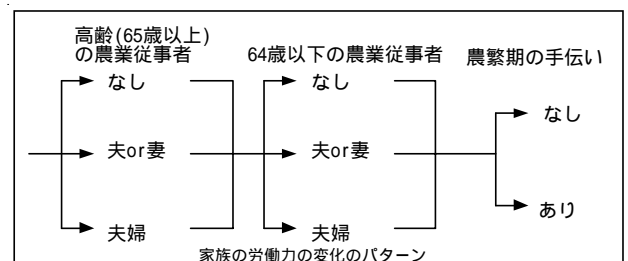 高齢(65歳以上)
の農業従事者
64歳以下の農業従事者
農繁期の手伝い
なし
なし
なし
夫or妻
夫or妻
あり
夫婦
夫婦
家族の労働力の変化のパターン